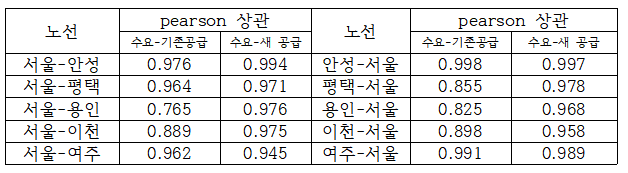 노선 pearson 상관 노선 pearson 상관
수요-기존공급 수요-새 공급 수요-기존공급 수요-새 공급
서울-안성 0.976 0.994 안성-서울 0.998 0.997
서울-평택 0.964 0.971 평택-서울 0.855 0.978
서울-용인 0.765 0.976 용인-서울 0.825 0.968
서울-이천 0.889 0.975 이천-서울 0.898 0.958
서울-여주 0.962 0.945 여주-서울 0.991 0.989